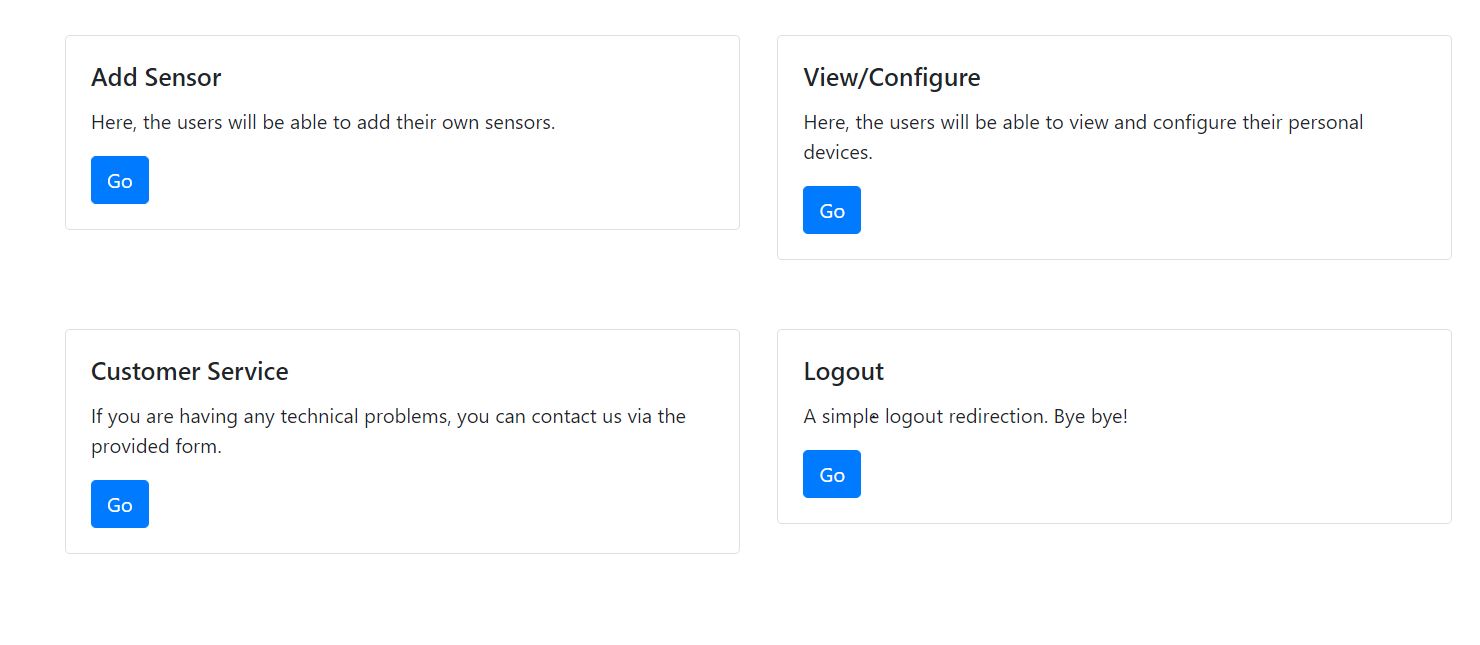 Add Sensor
Here, the users will be able to add their own sensors.
Go
View/Configure
Here, the users will be able to view and configure their personal
devices.
Go
Customer Service
If you are having any technical problems, you can contact us via the
provided form.
Go
Logout
A simple logout redirection. Bye bye!
Go